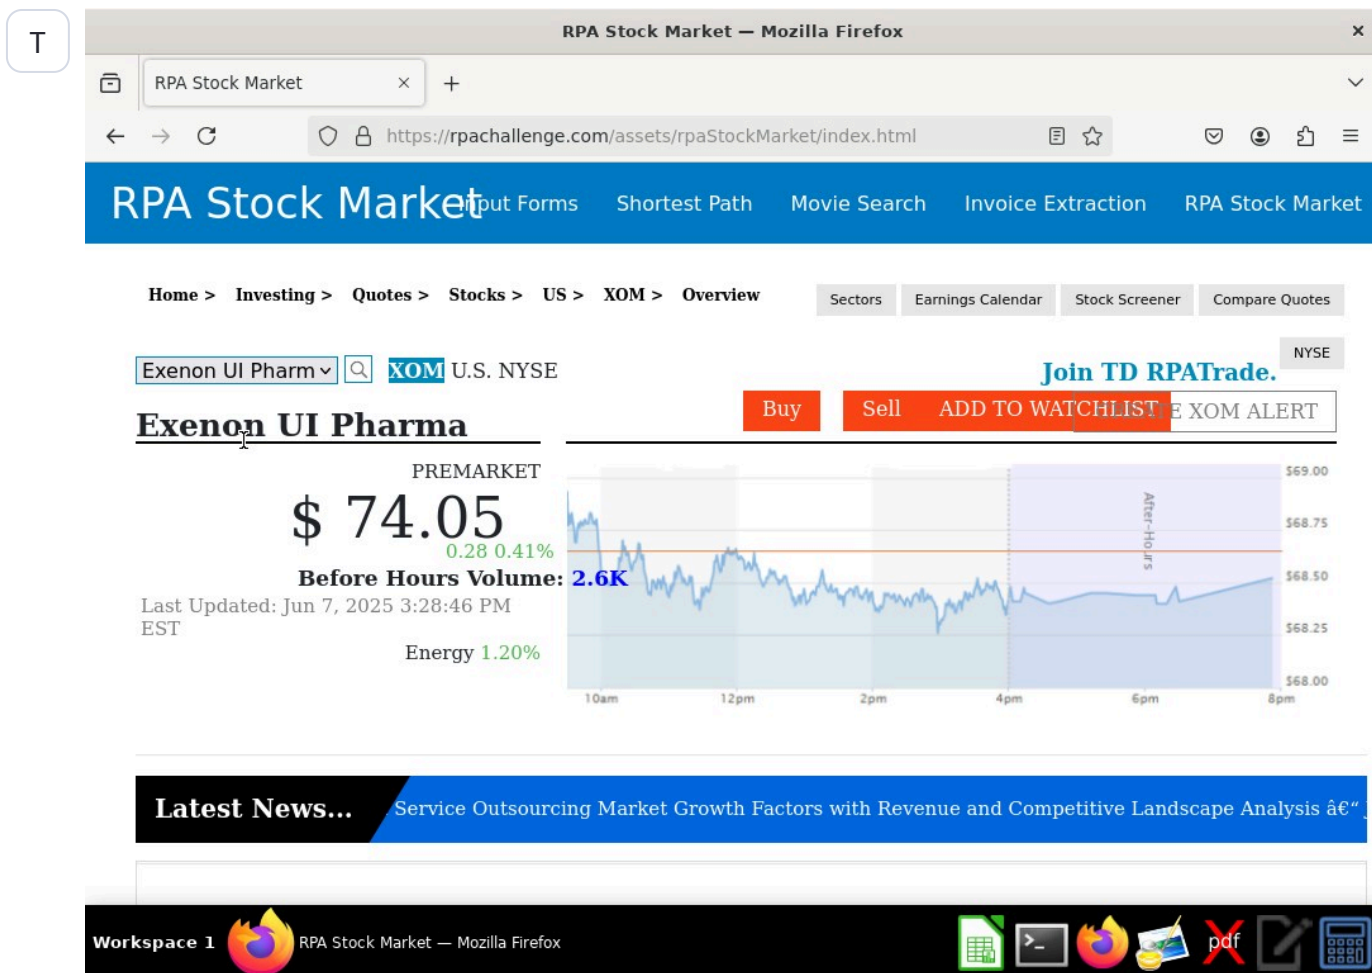 T
RPA Stock Market — Mozilla Firefox
RPA Stock Market
https://rpachallenge.com/assets/rpaStockMarket/index.html
RPA Stock Market Input Forms Shortest Path Movie Search Invoice Extraction RPA Stock Market
Home > Investing > Quotes > Stocks > US > XOM > Overview
Sectors Earnings Calendar Stock Screener Compare Quotes
NYSE
Exenon UI Pharm XOM U.S. NYSE
Join TD RPATrade.
Buy Sell ADD TO WATCHLIST
XOM ALERT
Exenon UI Pharma
PREMARKET
$ 74.05
0.28 0.41%
Before Hours Volume: 2.6K
Last Updated: Jun 7, 2025 3:28:46 PM
EST
Energy 1.20%
$69.00
$68.75
$68.50
$68.25
$68.00
After-Hours
10am 12pm 2pm 4pm 6pm 8pm
Latest News... Service Outsourcing Market Growth Factors with Revenue and Competitive Landscape Analysis â€“
Workspace 1 RPA Stock Market — Mozilla Firefox
pdf